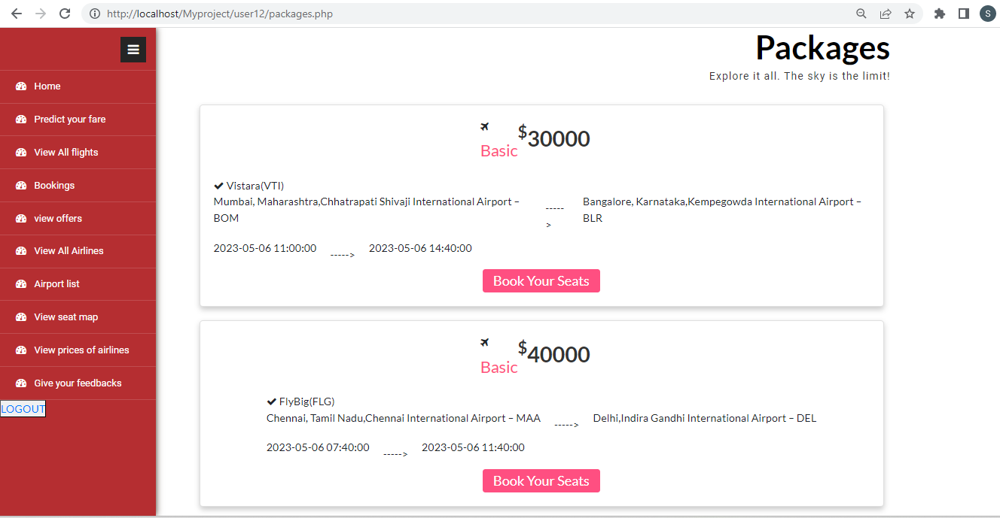 http://localhost/Myproject/user12/packages.php
S
Home
Predict your fare
View All flights
Bookings
view offers
View All Airlines
Airport list
View seat map
View prices of airlines
Give your feedbacks
LOGOUT
Packages
Explore it all. The sky is the limit!
Basic
$30000
Vistara(VTI)
Mumbai, Maharashtra,Chhatrapati Shivaji International Airport –
BOM
-----
>
Bangalore, Karnataka,Kempegowda International Airport –
BLR
2023-05-06 11:00:00 -----> 2023-05-06 14:40:00
Book Your Seats
Basic
$40000
FlyBig(FLG)
Chennai, Tamil Nadu,Chennai International Airport – MAA -----> Delhi,Indira Gandhi International Airport – DEL
2023-05-06 07:40:00 -----> 2023-05-06 11:40:00
Book Your Seats